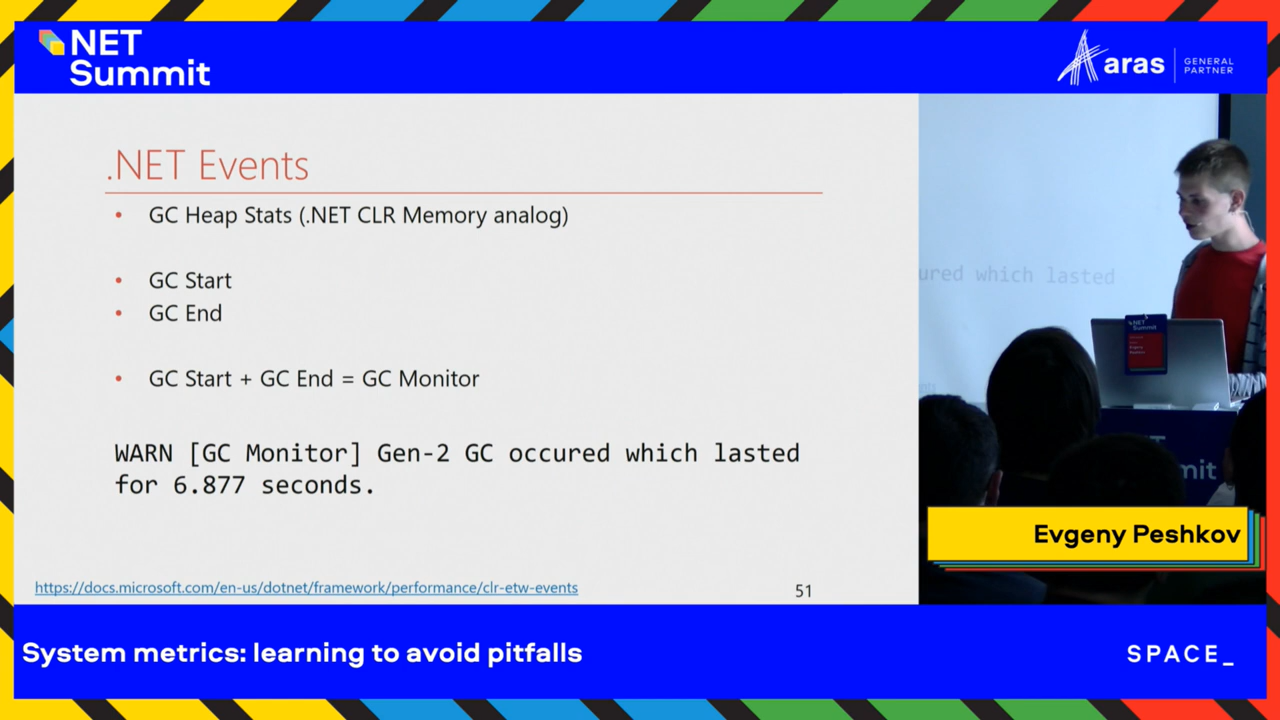 .NET
Summit
aras
GENERAL
PARTNER
.NET Events
• GC Heap Stats (.NET CLR Memory analog)
• GC Start
• GC End
• GC Start + GC End = GC Monitor
WARN [GC Monitor] Gen-2 GC occured which lasted
for 6.877 seconds.
https://docs.microsoft.com/en-us/dotnet/framework/performance/clr-etw-events
51
ured which lasted
.NET
Summit
Evgeny Peshkov
System metrics: learning to avoid pitfalls
SPACE_